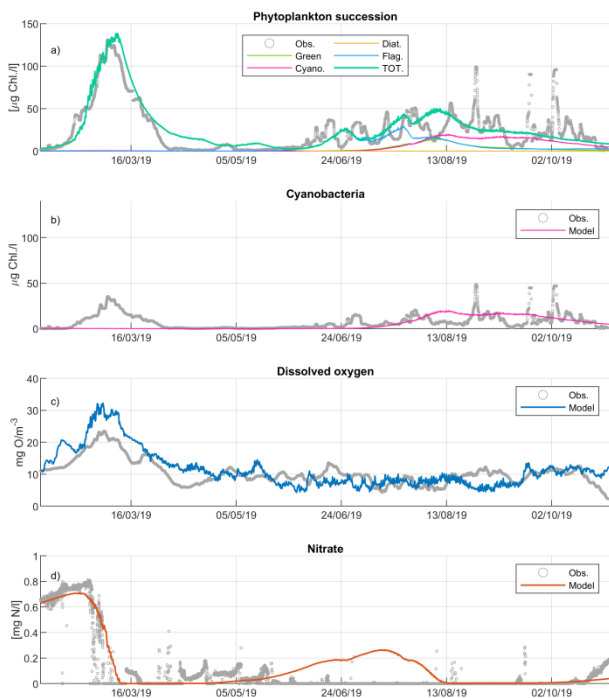 Phytoplankton succession
a)
Obs.
Green
Cyano.
Diat.
Flag.
TOT.
[µg Chl./l]
150
100
50
0
16/03/19 05/05/19 24/06/19 13/08/19 02/10/19
Cyanobacteria
b)
Obs.
Model
µg Chl./l
100
50
0
16/03/19 05/05/19 24/06/19 13/08/19 02/10/19
Dissolved oxygen
c)
Obs.
Model
mg O/m⁻³
40
30
20
10
0
16/03/19 05/05/19 24/06/19 13/08/19 02/10/19
Nitrate
d)
Obs.
Model
[mg N/l]
1
0.8
0.6
0.4
0.2
0
16/03/19 05/05/19 24/06/19 13/08/19 02/10/19